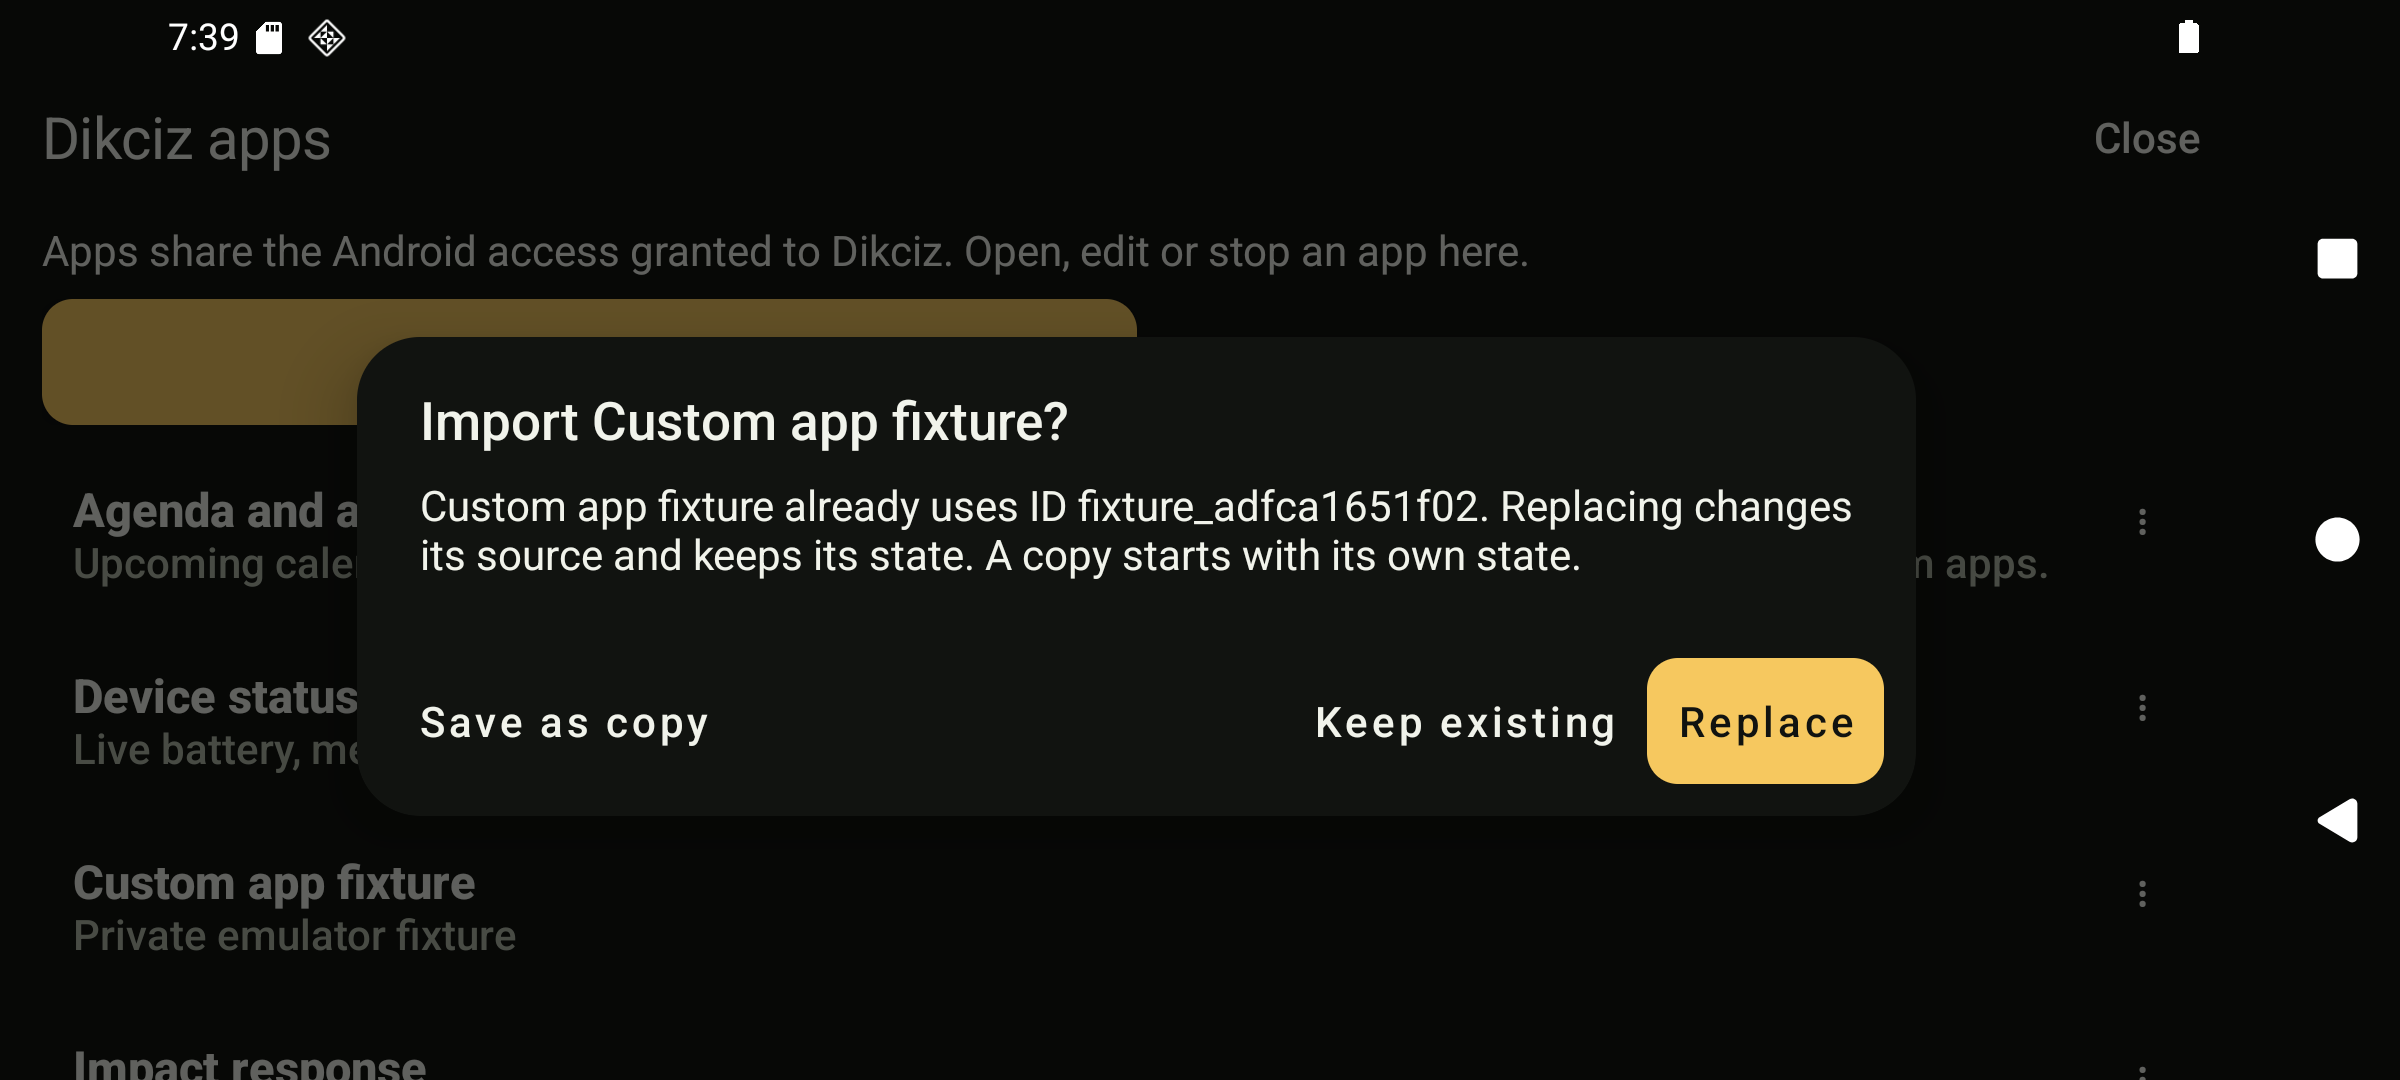 7:39
Dikciz apps
Close
Apps share the Android access granted to Dikciz. Open, edit or stop an app here.
Import Custom app fixture?
Custom app fixture already uses ID fixture_adfca1651f02. Replacing changes
its source and keeps its state. A copy starts with its own state.
Save as copy
Keep existing
Replace
Agenda and a
Upcoming caler
apps.
Device status
Live battery, me
Custom app fixture
Private emulator fixture
Impact response